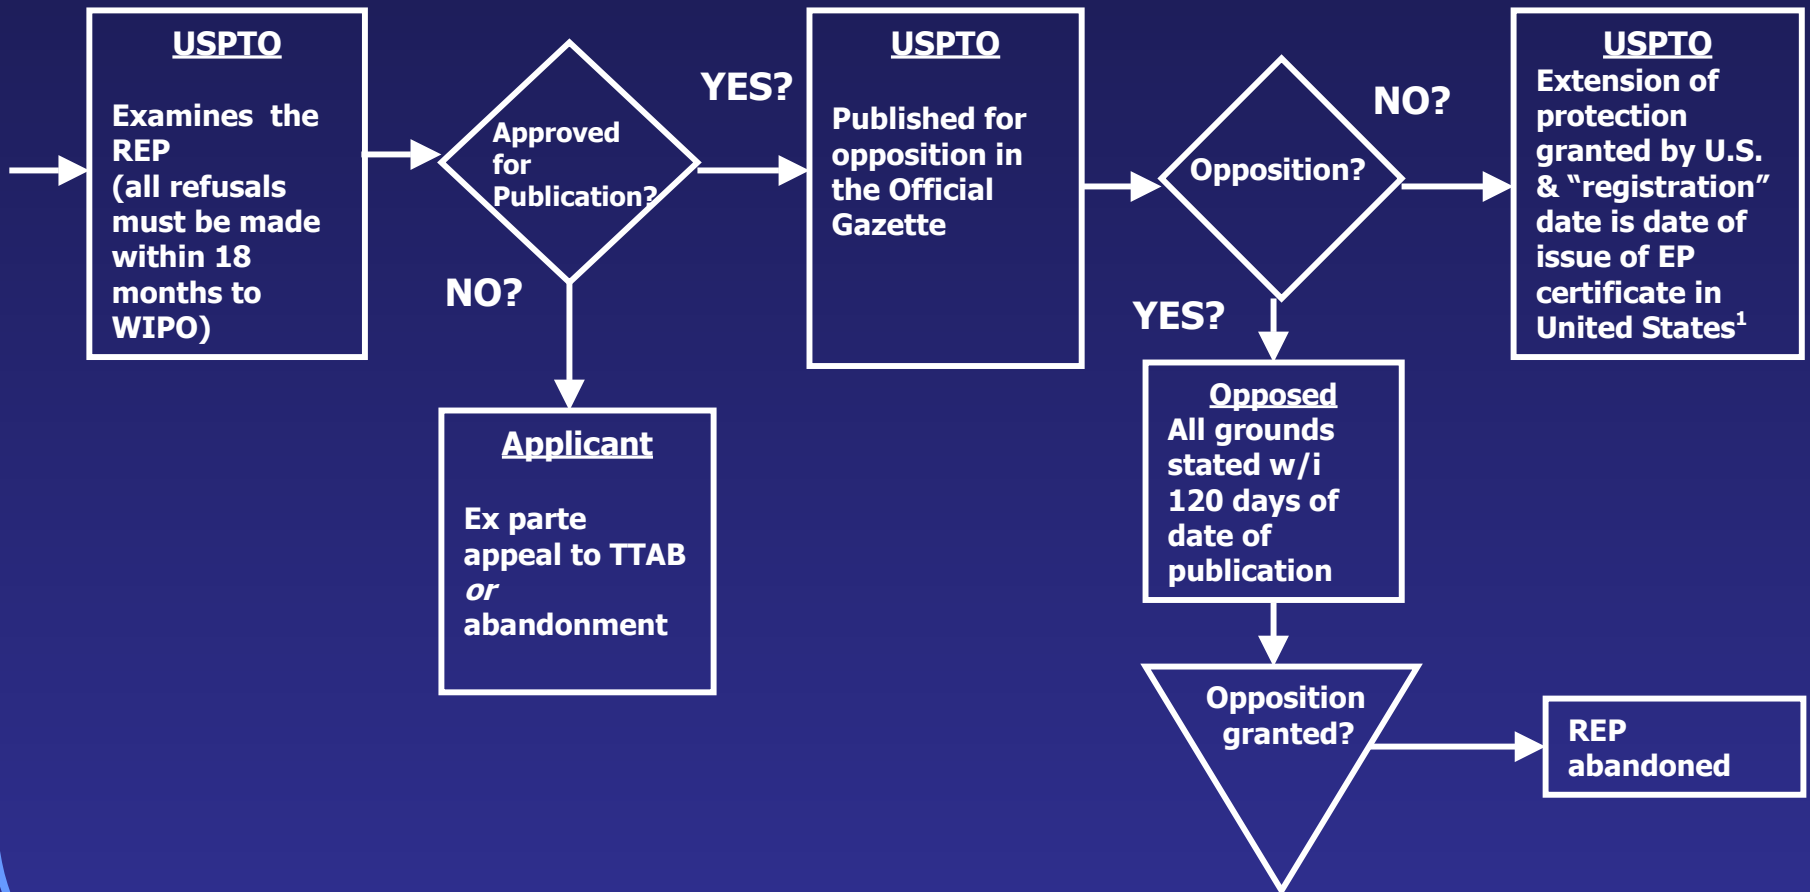 USPTO
Examines the
REP
(all refusals
must be made
within 18
months to
WIPO)
Approved
for
Publication?
YES?
NO?
Applicant
Ex parte
appeal to TTAB
or
abandonment
USPTO
Published for
opposition in
the Official
Gazette
Opposition?
NO?
YES?
USPTO
Extension of
protection
granted by U.S.
& “registration”
date is date of
issue of EP
certificate in
United States¹
Opposed
All grounds
stated w/i
120 days of
date of
publication
Opposition
granted?
REP
abandoned